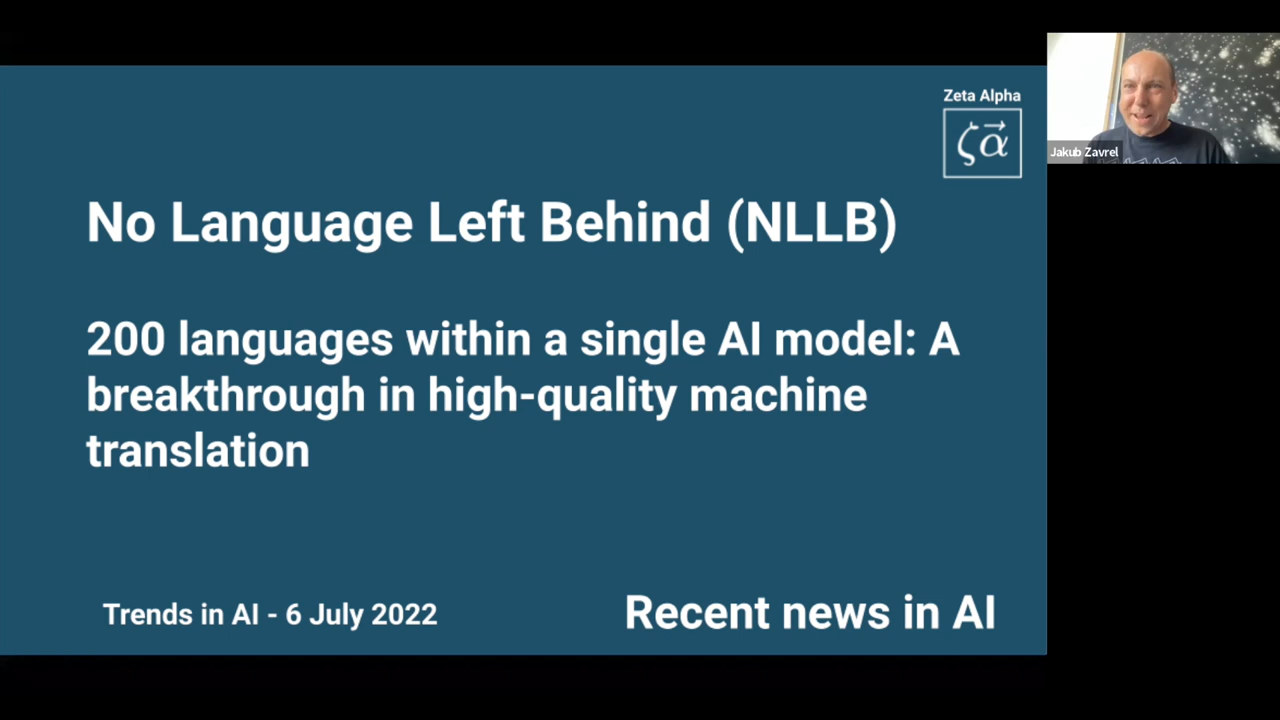 Zeta Alpha
ζα⃗
Jakub Zavrel
No Language Left Behind (NLLB)
200 languages within a single AI model: A
breakthrough in high-quality machine
translation
Trends in AI - 6 July 2022
Recent news in AI